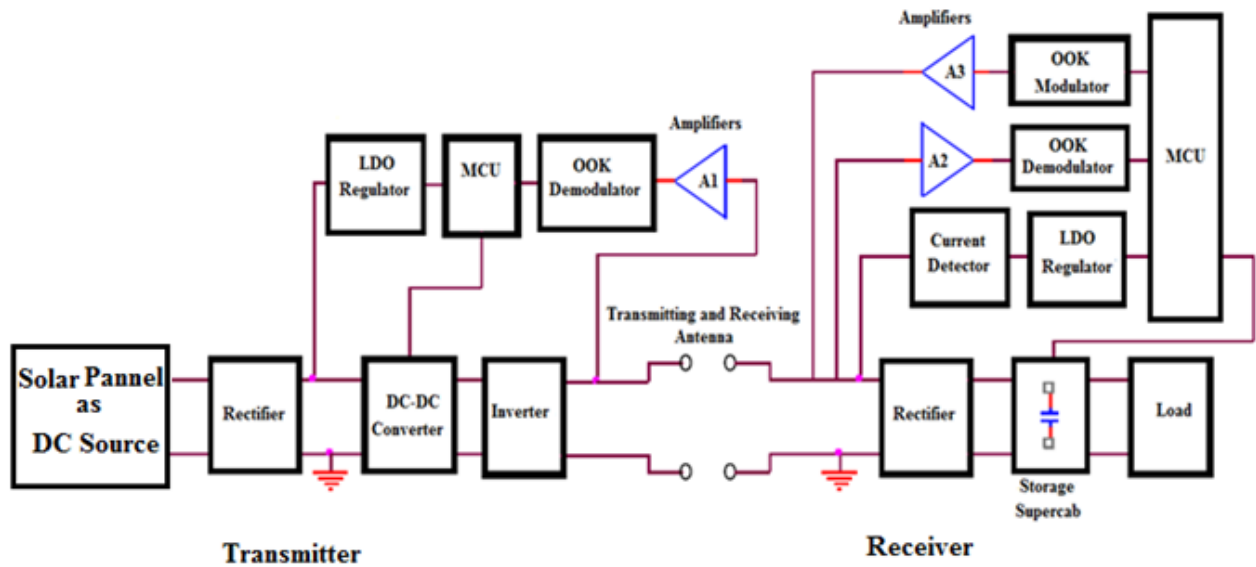 Amplifiers
A3
OOK
Modulator
MCU
Amplifiers
A2
OOK
Demodulator
LDO
Regulator
MCU
OOK
Demodulator
A1
Current
Detector
LDO
Regulator
Transmitting and Receiving
Antenna
Solar Pannel
as
DC Source
Rectifier
DC-DC
Converter
Inverter
Rectifier
Load
Storage
Supercab
Transmitter
Receiver